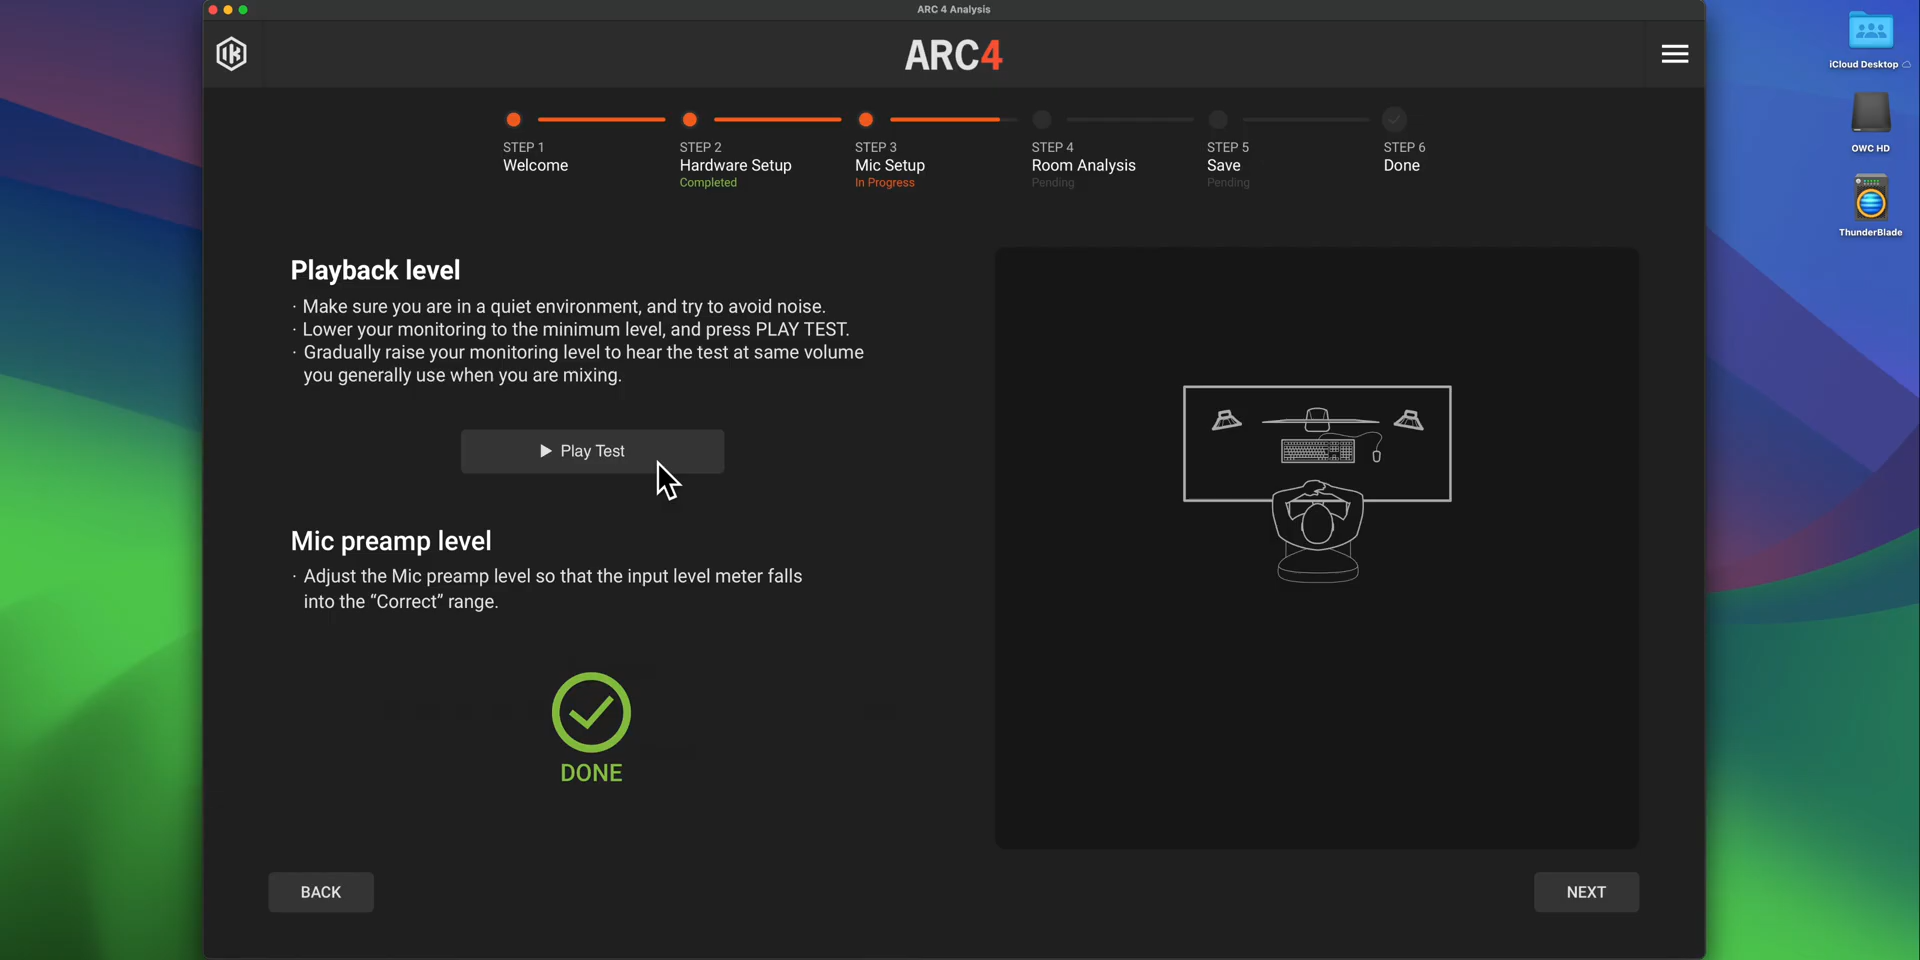 ARC 4 Analysis
iCloud Desktop
OWC HD
ThunderBlade
ARC4
STEP 1
Welcome
STEP 2
Hardware Setup
Completed
STEP 3
Mic Setup
In Progress
STEP 4
Room Analysis
Pending
STEP 5
Save
Pending
STEP 6
Done
Playback level
· Make sure you are in a quiet environment, and try to avoid noise.
· Lower your monitoring to the minimum level, and press PLAY TEST.
· Gradually raise your monitoring level to hear the test at same volume
you generally use when you are mixing.
Play Test
Mic preamp level
· Adjust the Mic preamp level so that the input level meter falls
into the “Correct” range.
DONE
BACK
NEXT